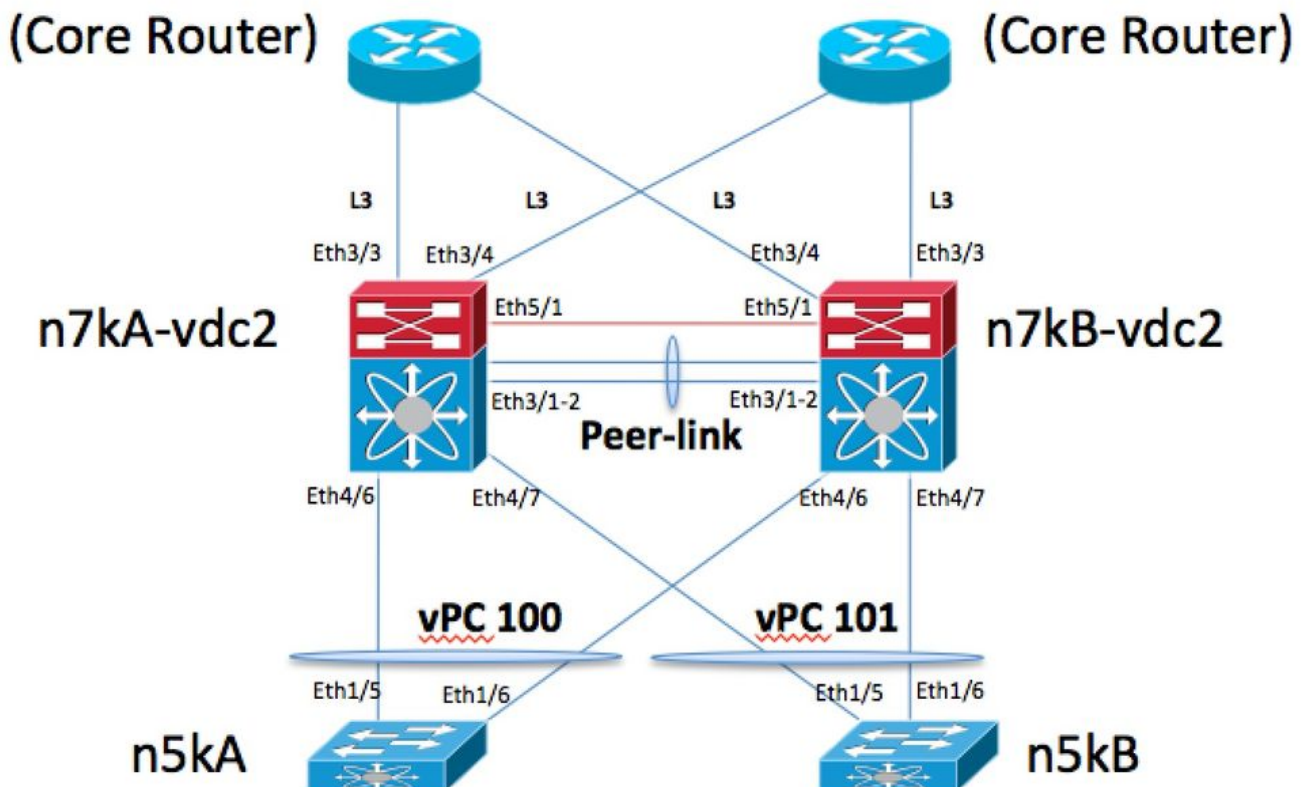 (Core Router)
(Core Router)
L3
L3
L3
L3
Eth3/3
Eth3/4
Eth3/4
Eth3/3
n7kA-vdc2
Eth5/1
Eth5/1
n7kB-vdc2
Eth3/1-2
Eth3/1-2
Peer-link
Eth4/6
Eth4/7
Eth4/6
Eth4/7
vPC 100
vPC 101
Eth1/5
Eth1/6
Eth1/5
Eth1/6
n5kA
n5kB